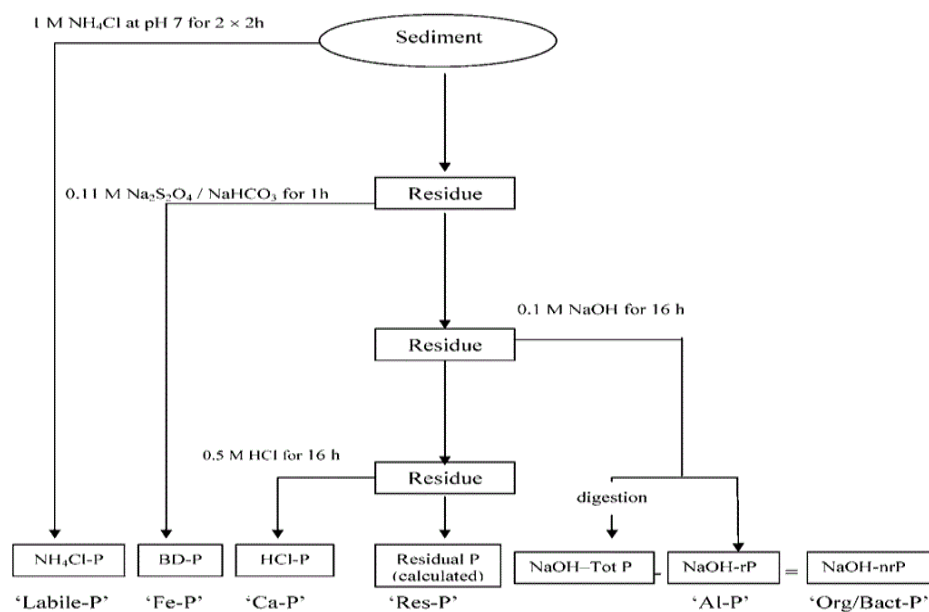 1 M NH₄Cl at pH 7 for 2 × 2h
Sediment
0.11 M Na₂S₂O₄ / NaHCO₃ for 1h
Residue
0.1 M NaOH for 16 h
Residue
0.5 M HCl for 16 h
Residue
digestion
NH₄Cl-P BD-P HCl-P Residual P (calculated) NaOH–Tot P - NaOH-rP = NaOH-nrP
‘Labile-P’ ‘Fe-P’ ‘Ca-P’ ‘Res-P’ ‘Al-P’ ‘Org/Bact-P’